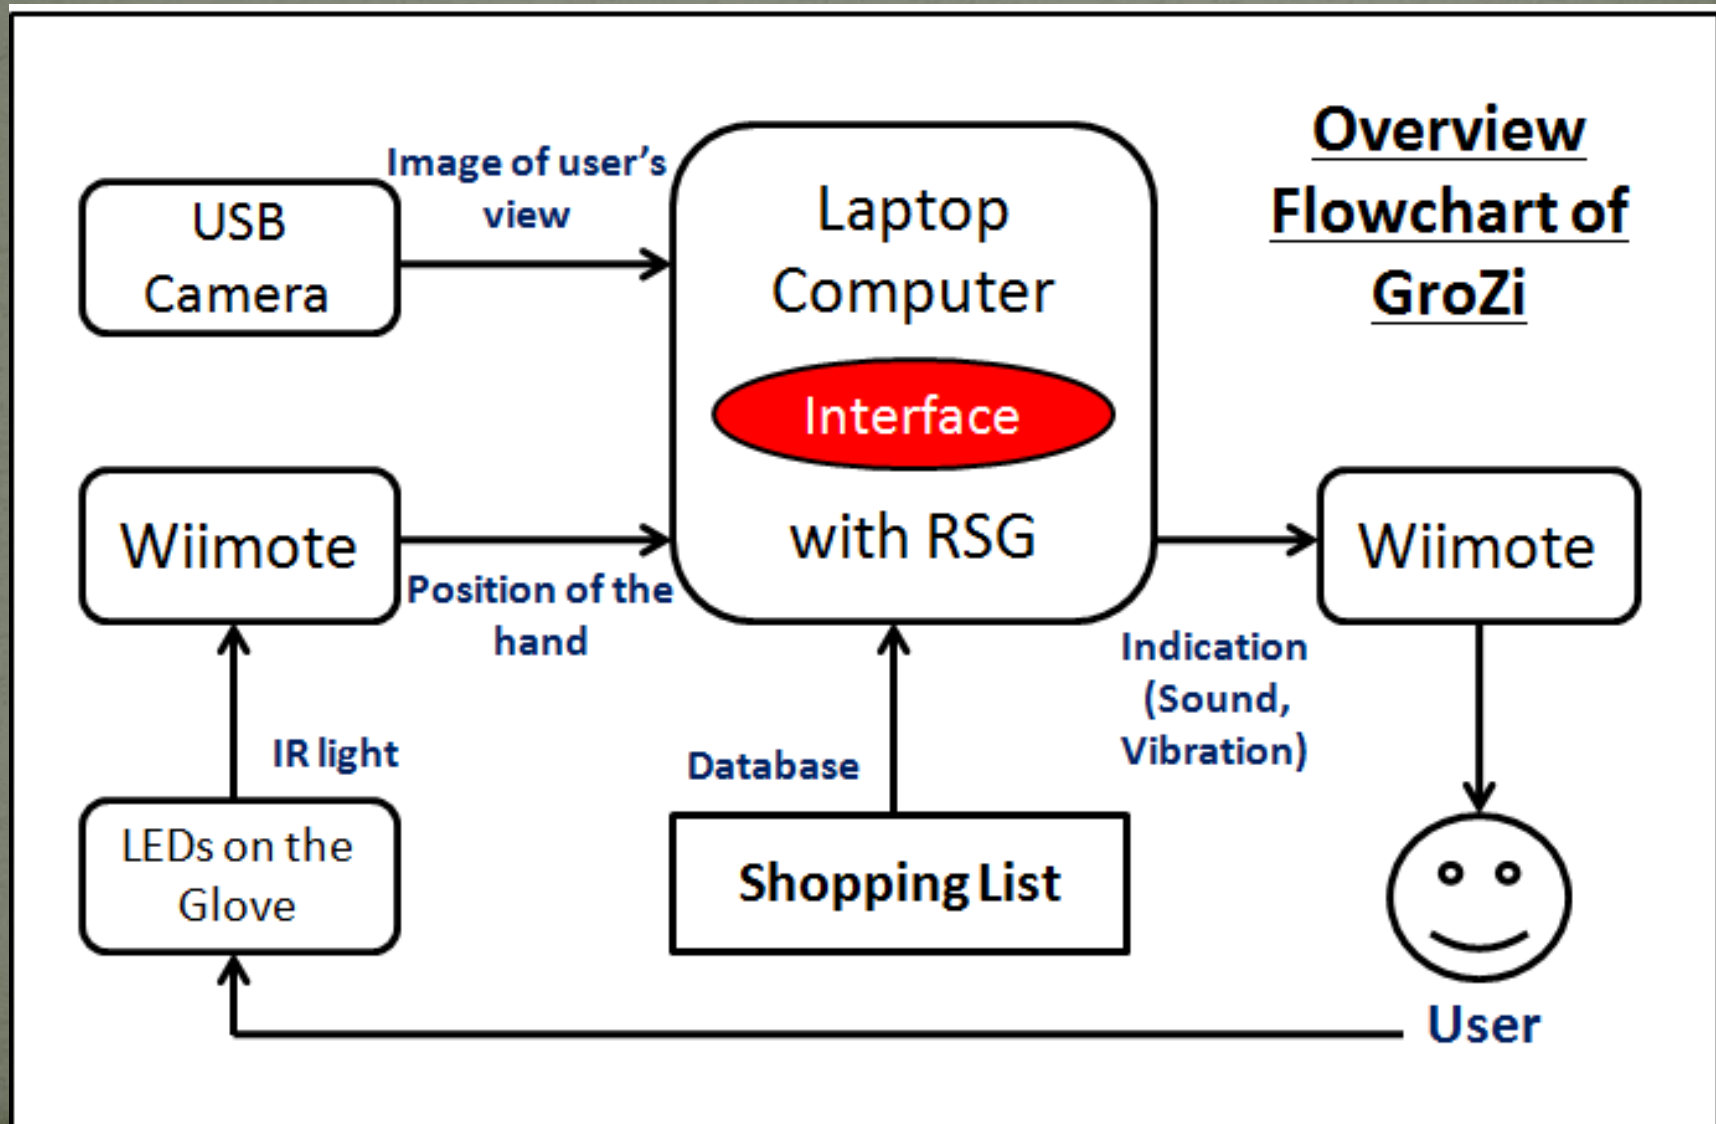 Overview
Flowchart of
GroZi
USB
Camera
Image of user's
view
Laptop
Computer
Interface
with RSG
Wiimote
Position of the
hand
Wiimote
Indication
(Sound,
Vibration)
IR light
LEDs on the
Glove
Database
Shopping List
User